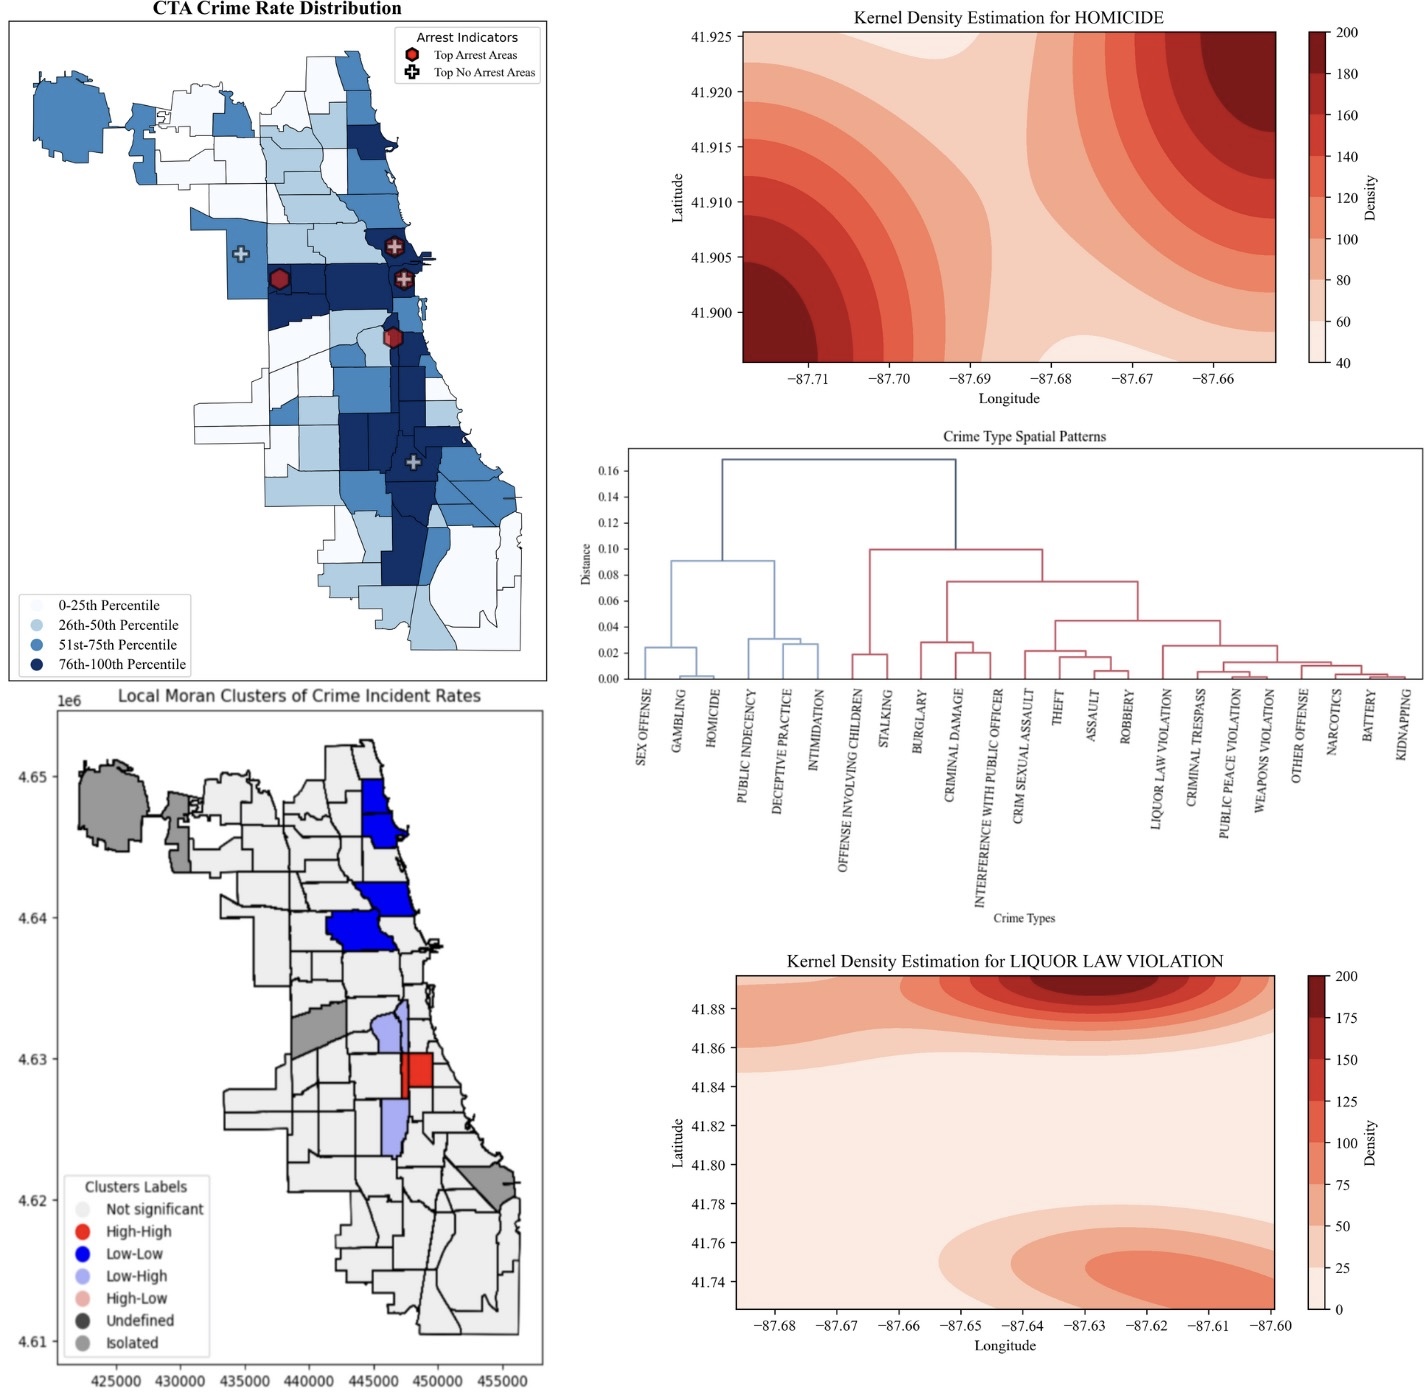 CTA Crime Rate Distribution
Arrest Indicators
Top Arrest Areas
Top No Arrest Areas
0-25th Percentile
26th-50th Percentile
51st-75th Percentile
76th-100th Percentile
Kernel Density Estimation for HOMICIDE
41.925
41.920
41.915
41.910
41.905
41.900
Latitude
−87.71
−87.70
−87.69
−87.68
−87.67
−87.66
Longitude
200
180
160
140
120
100
80
60
40
Density
Crime Type Spatial Patterns
0.16
0.14
0.12
0.10
0.08
0.06
0.04
0.02
0.00
Distance
SEX OFFENSE
GAMBLING
HOMICIDE
PUBLIC INDECENCY
DECEPTIVE PRACTICE
INTIMIDATION
OFFENSE INVOLVING CHILDREN
STALKING
BURGLARY
CRIMINAL DAMAGE
INTERFERENCE WITH PUBLIC OFFICER
CRIM SEXUAL ASSAULT
THEFT
ASSAULT
ROBBERY
LIQUOR LAW VIOLATION
CRIMINAL TRESPASS
PUBLIC PEACE VIOLATION
WEAPONS VIOLATION
OTHER OFFENSE
NARCOTICS
BATTERY
KIDNAPPING
Crime Types
Local Moran Clusters of Crime Incident Rates
1e6
4.65
4.64
4.63
4.62
4.61
Clusters Labels
Not significant
High-High
Low-Low
Low-High
High-Low
Undefined
Isolated
425000
430000
435000
440000
445000
450000
455000
Kernel Density Estimation for LIQUOR LAW VIOLATION
41.88
41.86
41.84
41.82
41.80
41.78
41.76
41.74
Latitude
−87.68
−87.67
−87.66
−87.65
−87.64
−87.63
−87.62
−87.61
−87.60
Longitude
200
175
150
125
100
75
50
25
0
Density